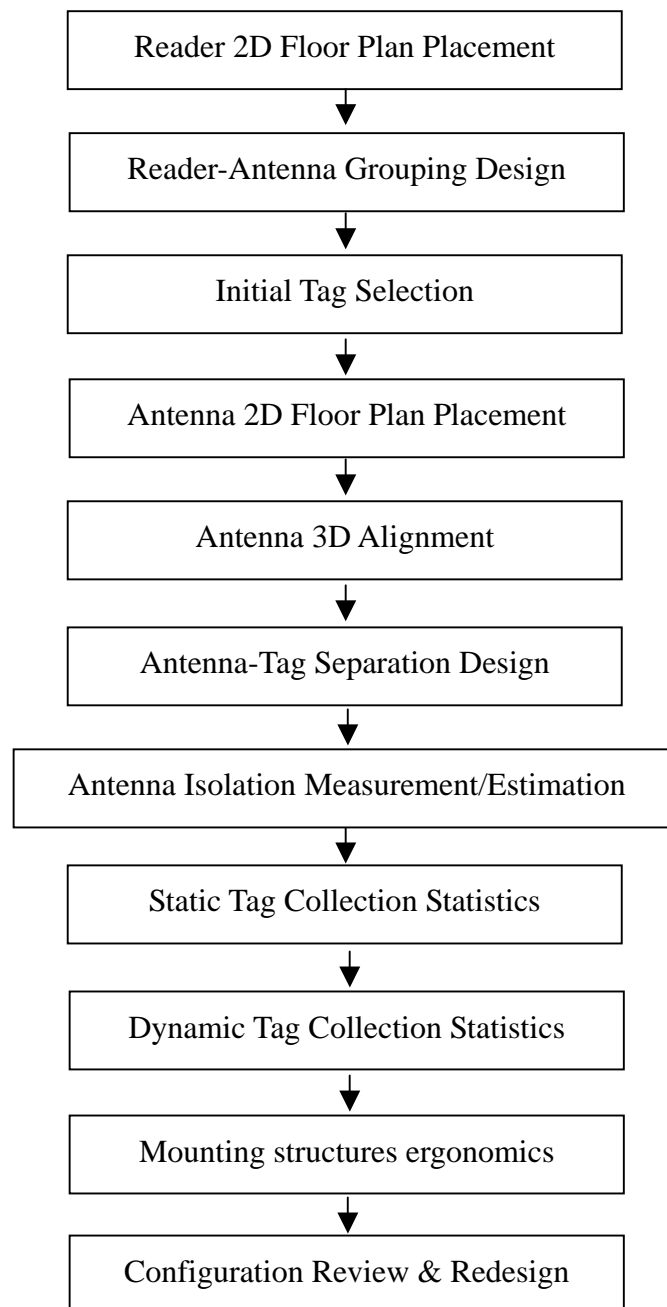 Reader 2D Floor Plan Placement
Reader-Antenna Grouping Design
Initial Tag Selection
Antenna 2D Floor Plan Placement
Antenna 3D Alignment
Antenna-Tag Separation Design
Antenna Isolation Measurement/Estimation
Static Tag Collection Statistics
Dynamic Tag Collection Statistics
Mounting structures ergonomics
Configuration Review & Redesign